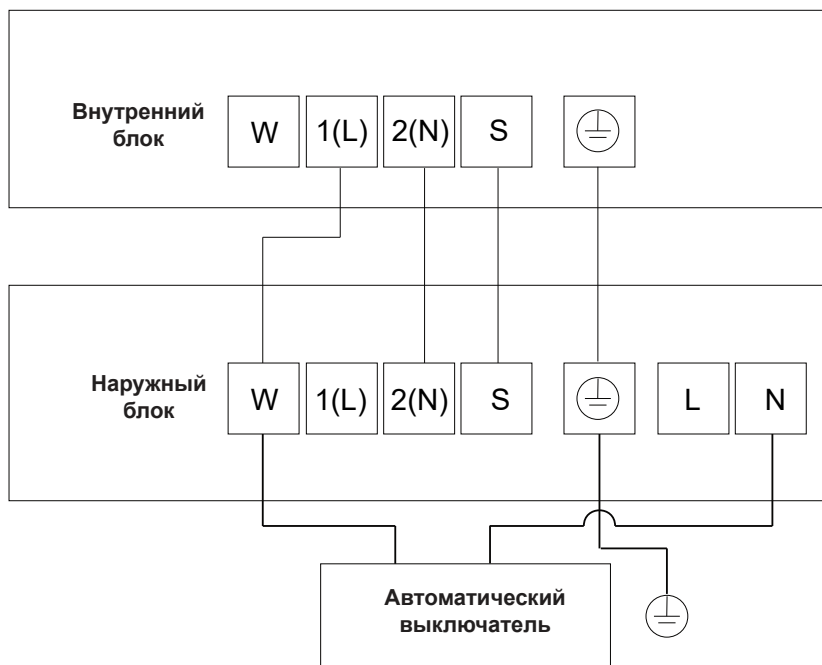 Внутренний
блок
W 1(L) 2(N) S
Наружный
блок
W 1(L) 2(N) S L N
Автоматический
выключатель